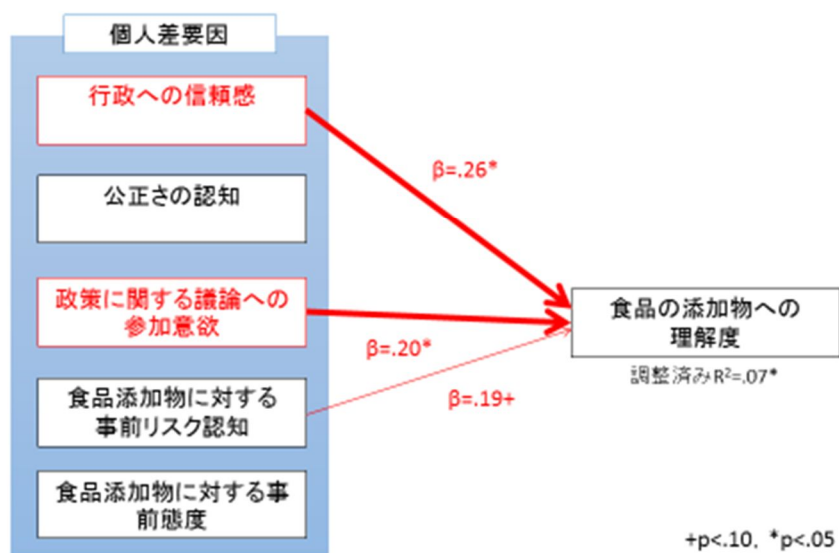 個人差要因
行政への信頼感
公正さの認知
政策に関する議論への
参加意欲
食品添加物に対する
事前リスク認知
食品添加物に対する事
前態度
β=.26*
β=.20*
β=.19+
食品の添加物への
理解度
調整済みR²=.07*
+p<.10, *p<.05